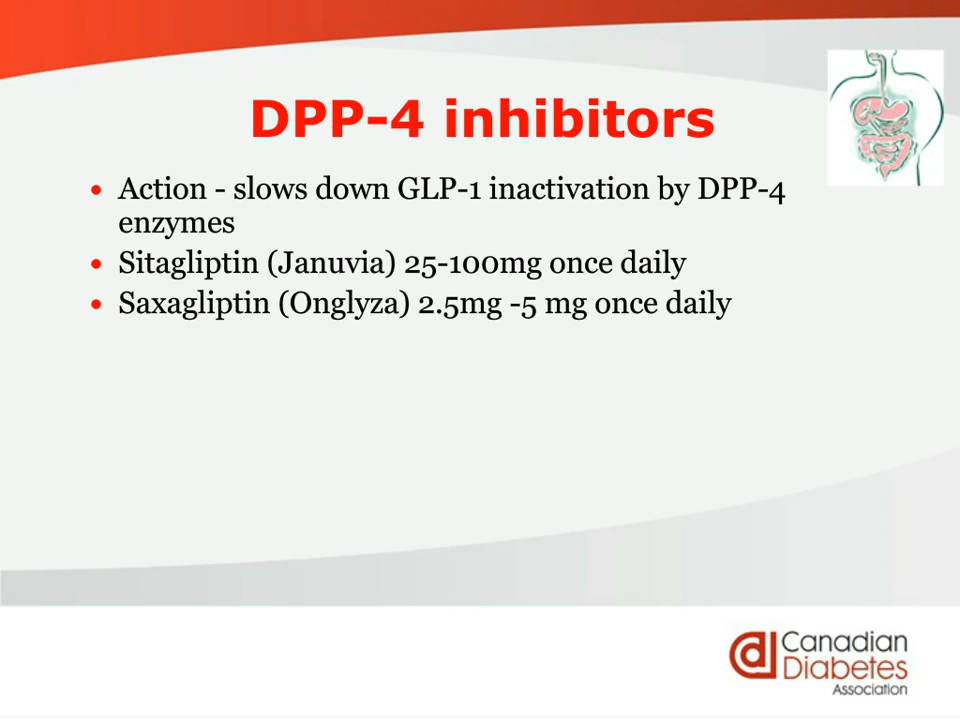 DPP-4 inhibitors
• Action - slows down GLP-1 inactivation by DPP-4
enzymes
• Sitagliptin (Januvia) 25-100mg once daily
• Saxagliptin (Onglyza) 2.5mg -5 mg once daily
Canadian
Diabetes
Association